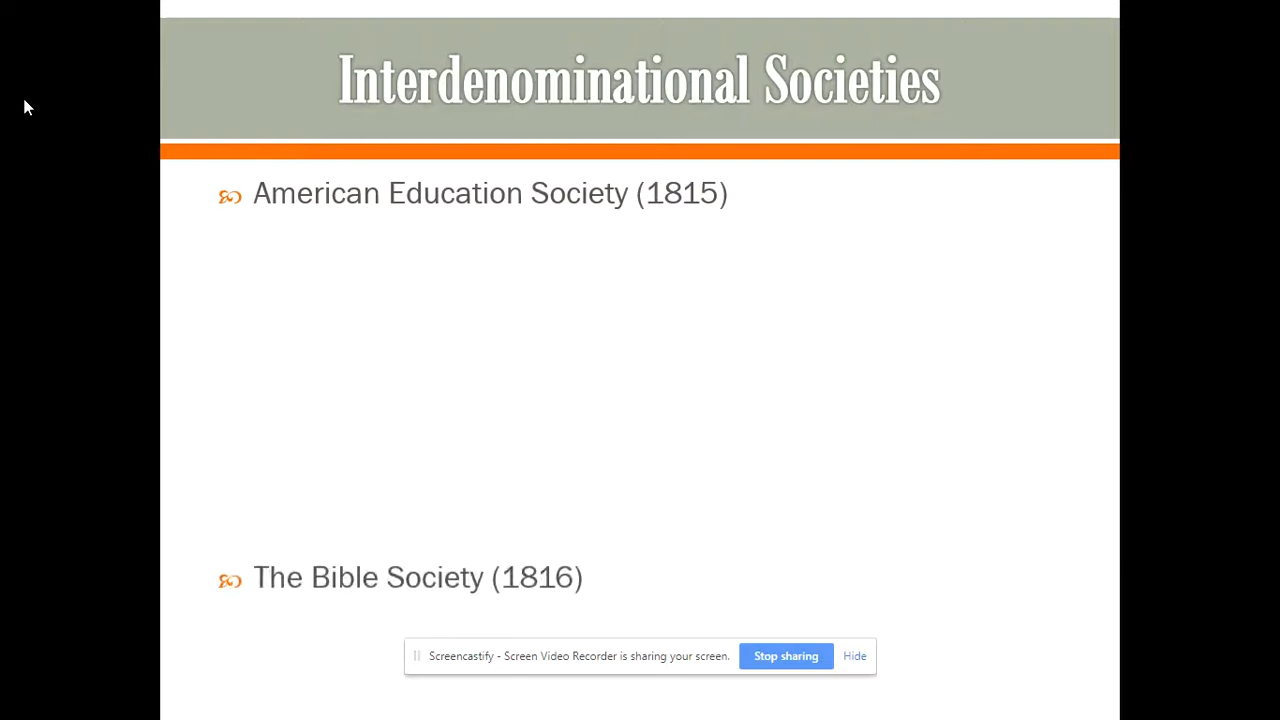 Interdenominational Societies
American Education Society (1815)
The Bible Society (1816)
Screencastify - Screen Video Recorder is sharing your screen. Stop sharing Hide